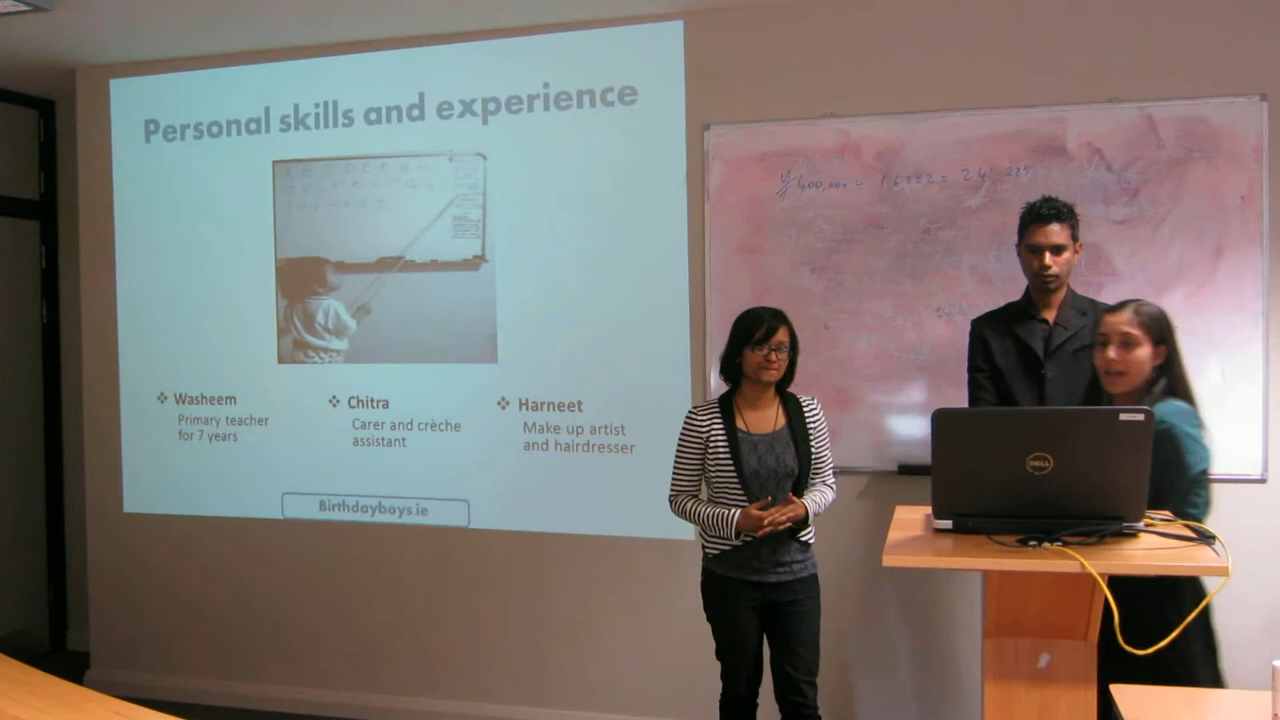 Personal skills and experience
❖ Washeem
Primary teacher
for 7 years
❖ Chitra
Carer and crèche
assistant
❖ Harneet
Make up artist
and hairdresser
Birthdayboys.ie
DELL